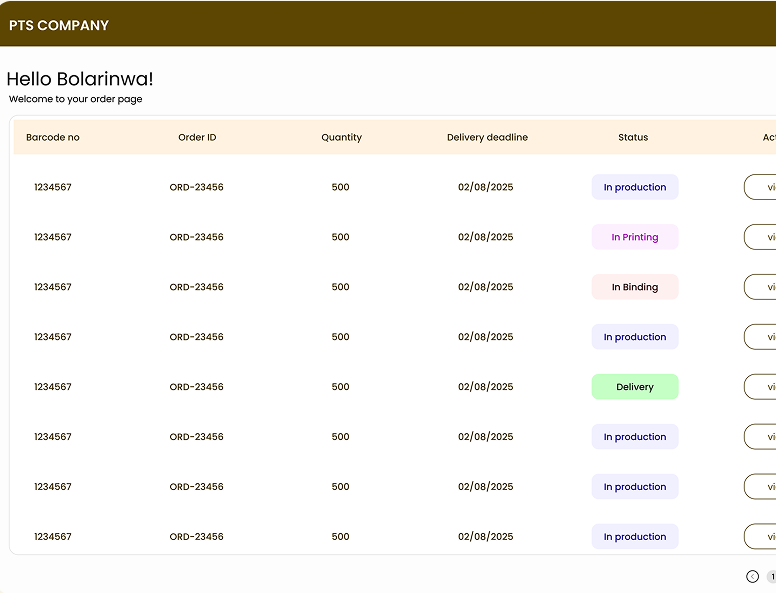 PTS COMPANY
Hello Bolarinwa!
Welcome to your order page
Barcode no Order ID Quantity Delivery deadline Status Act
1234567 ORD-23456 500 02/08/2025 In production vi
1234567 ORD-23456 500 02/08/2025 In Printing vi
1234567 ORD-23456 500 02/08/2025 In Binding vi
1234567 ORD-23456 500 02/08/2025 In production vi
1234567 ORD-23456 500 02/08/2025 Delivery vi
1234567 ORD-23456 500 02/08/2025 In production vi
1234567 ORD-23456 500 02/08/2025 In production vi
1234567 ORD-23456 500 02/08/2025 In production vi
1